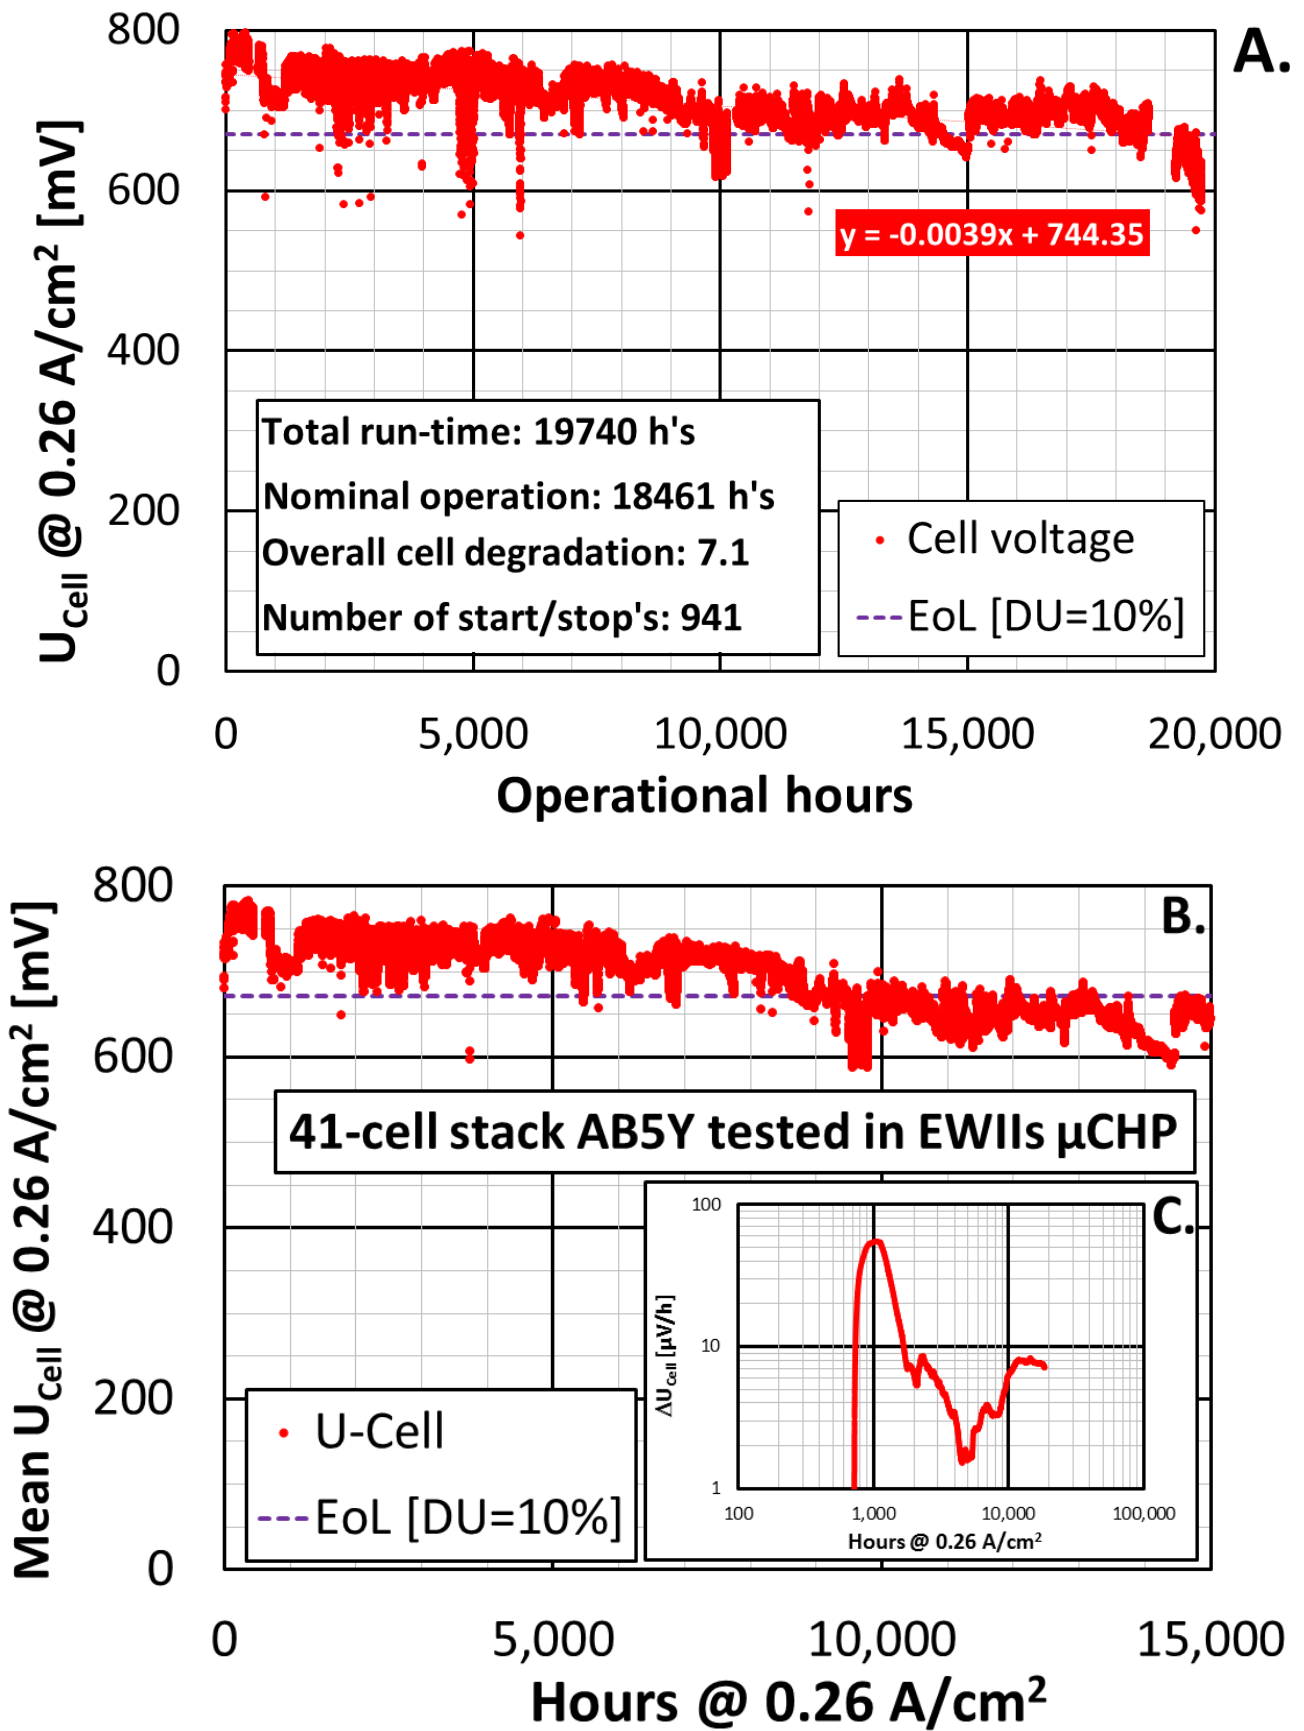 A.
U_Cell @ 0.26 A/cm² [mV]
800
600
400
200
0
y = -0.0039x + 744.35
Total run-time: 19740 h's
Nominal operation: 18461 h's
Overall cell degradation: 7.1
Number of start/stop's: 941
Cell voltage
EoL [DU=10%]
0
5,000
10,000
15,000
20,000
Operational hours
B.
Mean U_Cell @ 0.26 A/cm² [mV]
800
600
400
200
0
41-cell stack AB5Y tested in EWIIs µCHP
U-Cell
EoL [DU=10%]
C.
ΔU_Cell [µV/h]
100
10
1
100
1,000
10,000
100,000
Hours @ 0.26 A/cm²
0
5,000
10,000
15,000
Hours @ 0.26 A/cm²